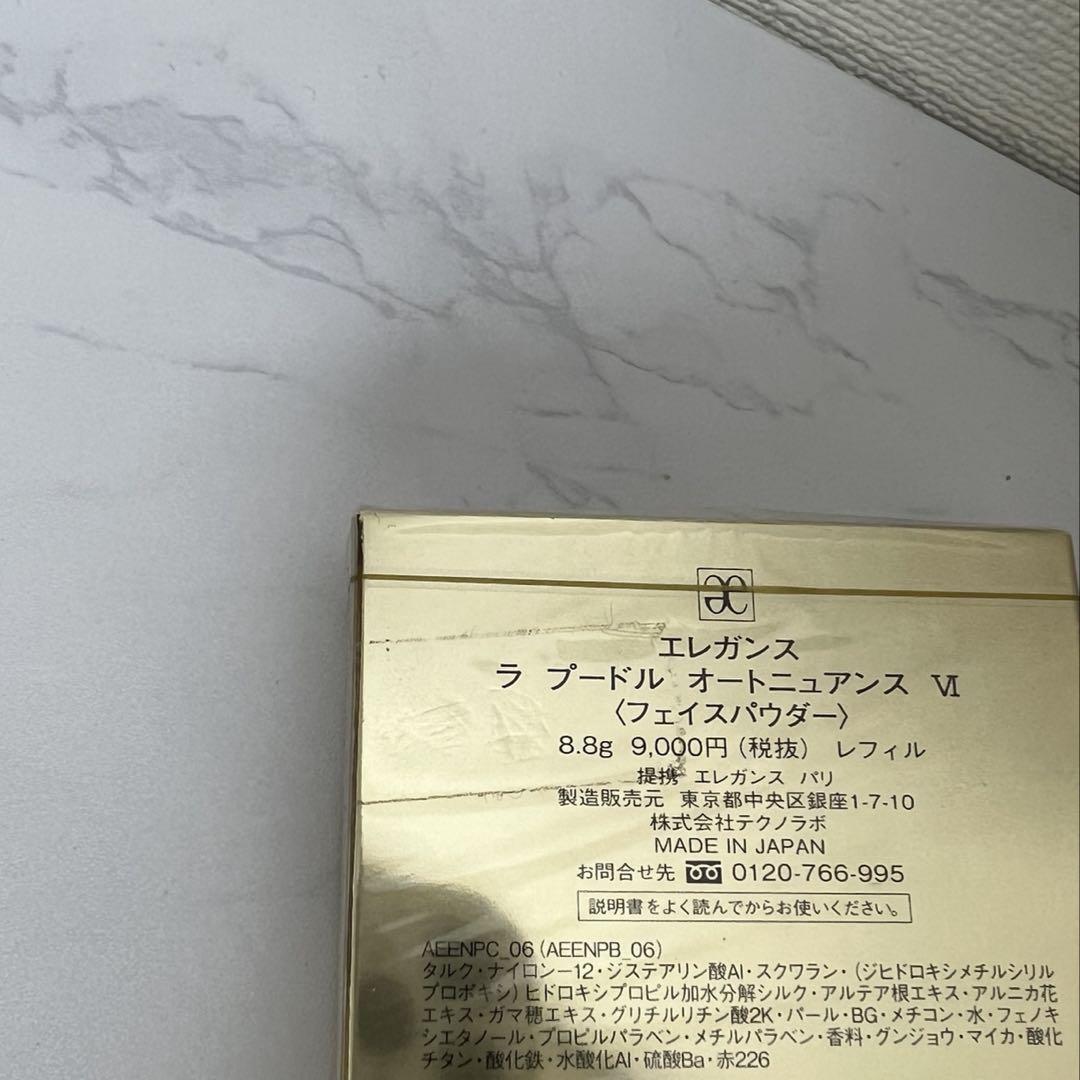 エレガンス
ラ プードル オートニュアンス Ⅵ
〈フェイスパウダー〉
8.8g 9,000円(税抜) レフィル
提携 エレガンス パリ
製造販売元 東京都中央区銀座1-7-10
株式会社テクノラボ
MADE IN JAPAN
お問合せ先 0120-766-995
説明書をよく読んでからお使いください。
AEENPC_06 (AEENPB_06)
タルク・ナイロン-12・ジステアリン酸Al・スクワラン・(ジヒドロキシメチルシリル
プロポキシ)ヒドロキシプロピル加水分解シルク・アルテア根エキス・アルニカ花
エキス・ガマ穂エキス・グリチルリチン酸2K・パール・BG・メチコン・水・フェノキ
シエタノール・プロピルパラベン・メチルパラベン・香料・グンジョウ・マイカ・酸化
チタン・酸化鉄・水酸化Al・硫酸Ba・赤226